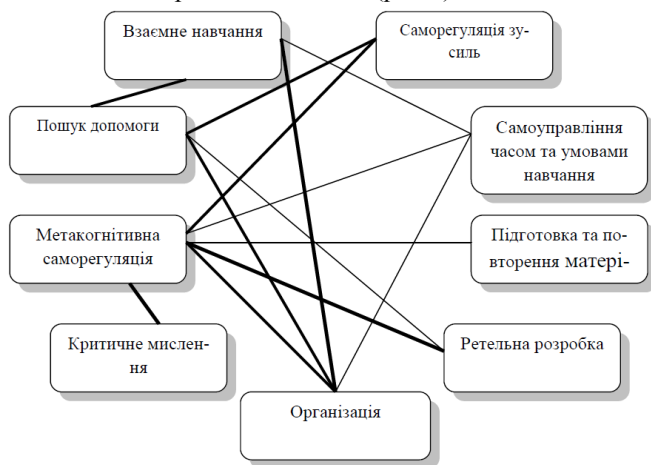 Взаємне навчання
Саморегуляція зу-
силь
Пошук допомоги
Самоуправління
часом та умовами
навчання
Метакогнітивна
саморегуляція
Підготовка та по-
вторення матері-
Критичне мислен-
ня
Ретельна розробка
Організація